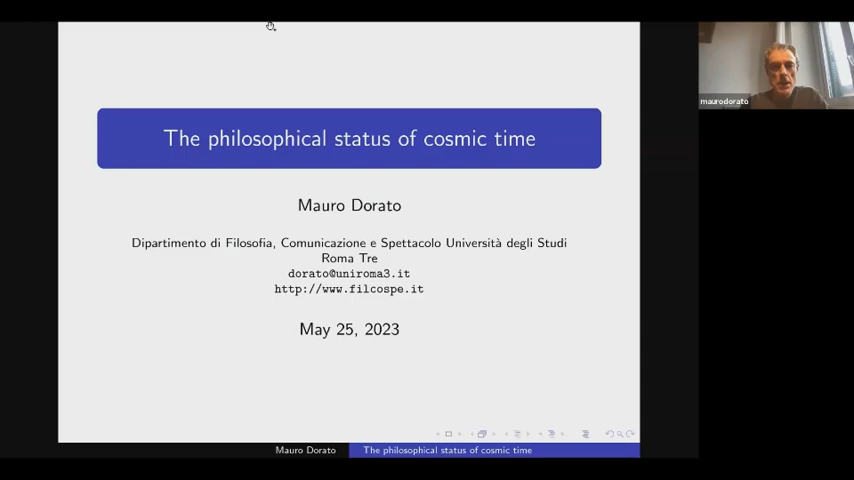 The philosophical status of cosmic time
Mauro Dorato
Dipartimento di Filosofia, Comunicazione e Spettacolo Università degli Studi
Roma Tre
dorato@uniroma3.it
http://www.filcospe.it
May 25, 2023
Mauro Dorato
The philosophical status of cosmic time
maurodorato